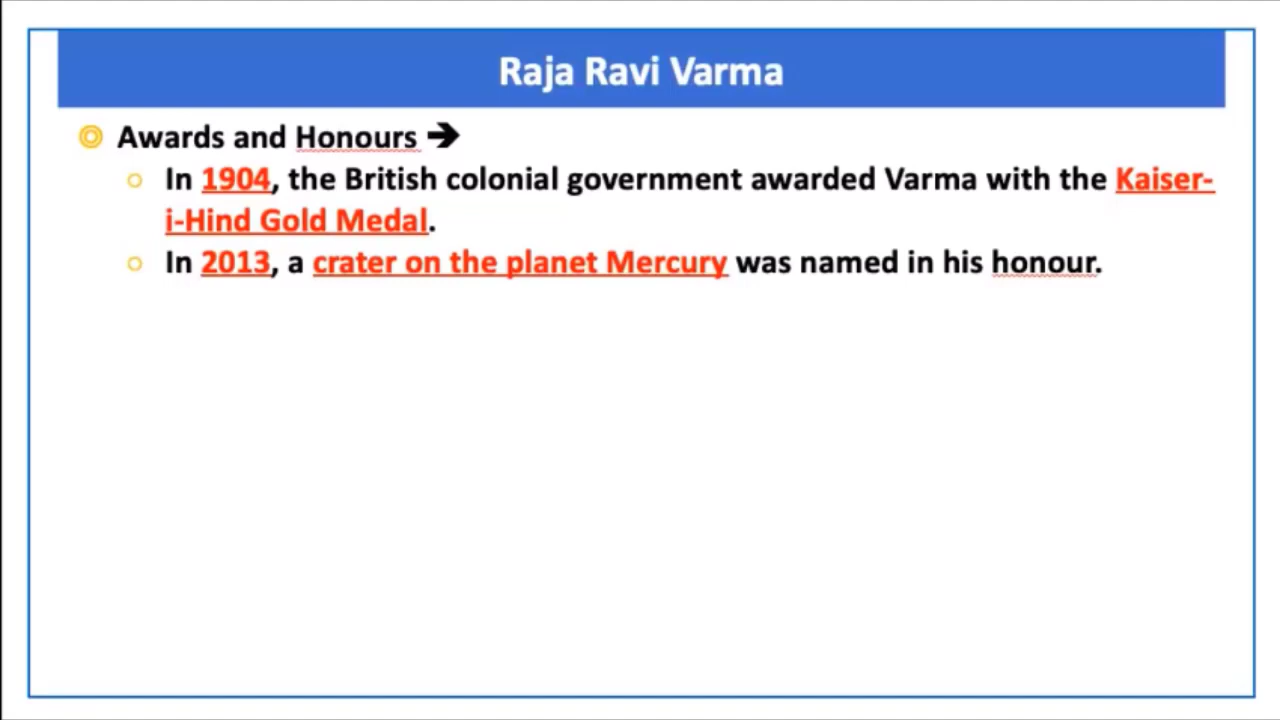 Raja Ravi Varma
Awards and Honours ➔
In 1904, the British colonial government awarded Varma with the Kaiser-
i-Hind Gold Medal.
In 2013, a crater on the planet Mercury was named in his honour.